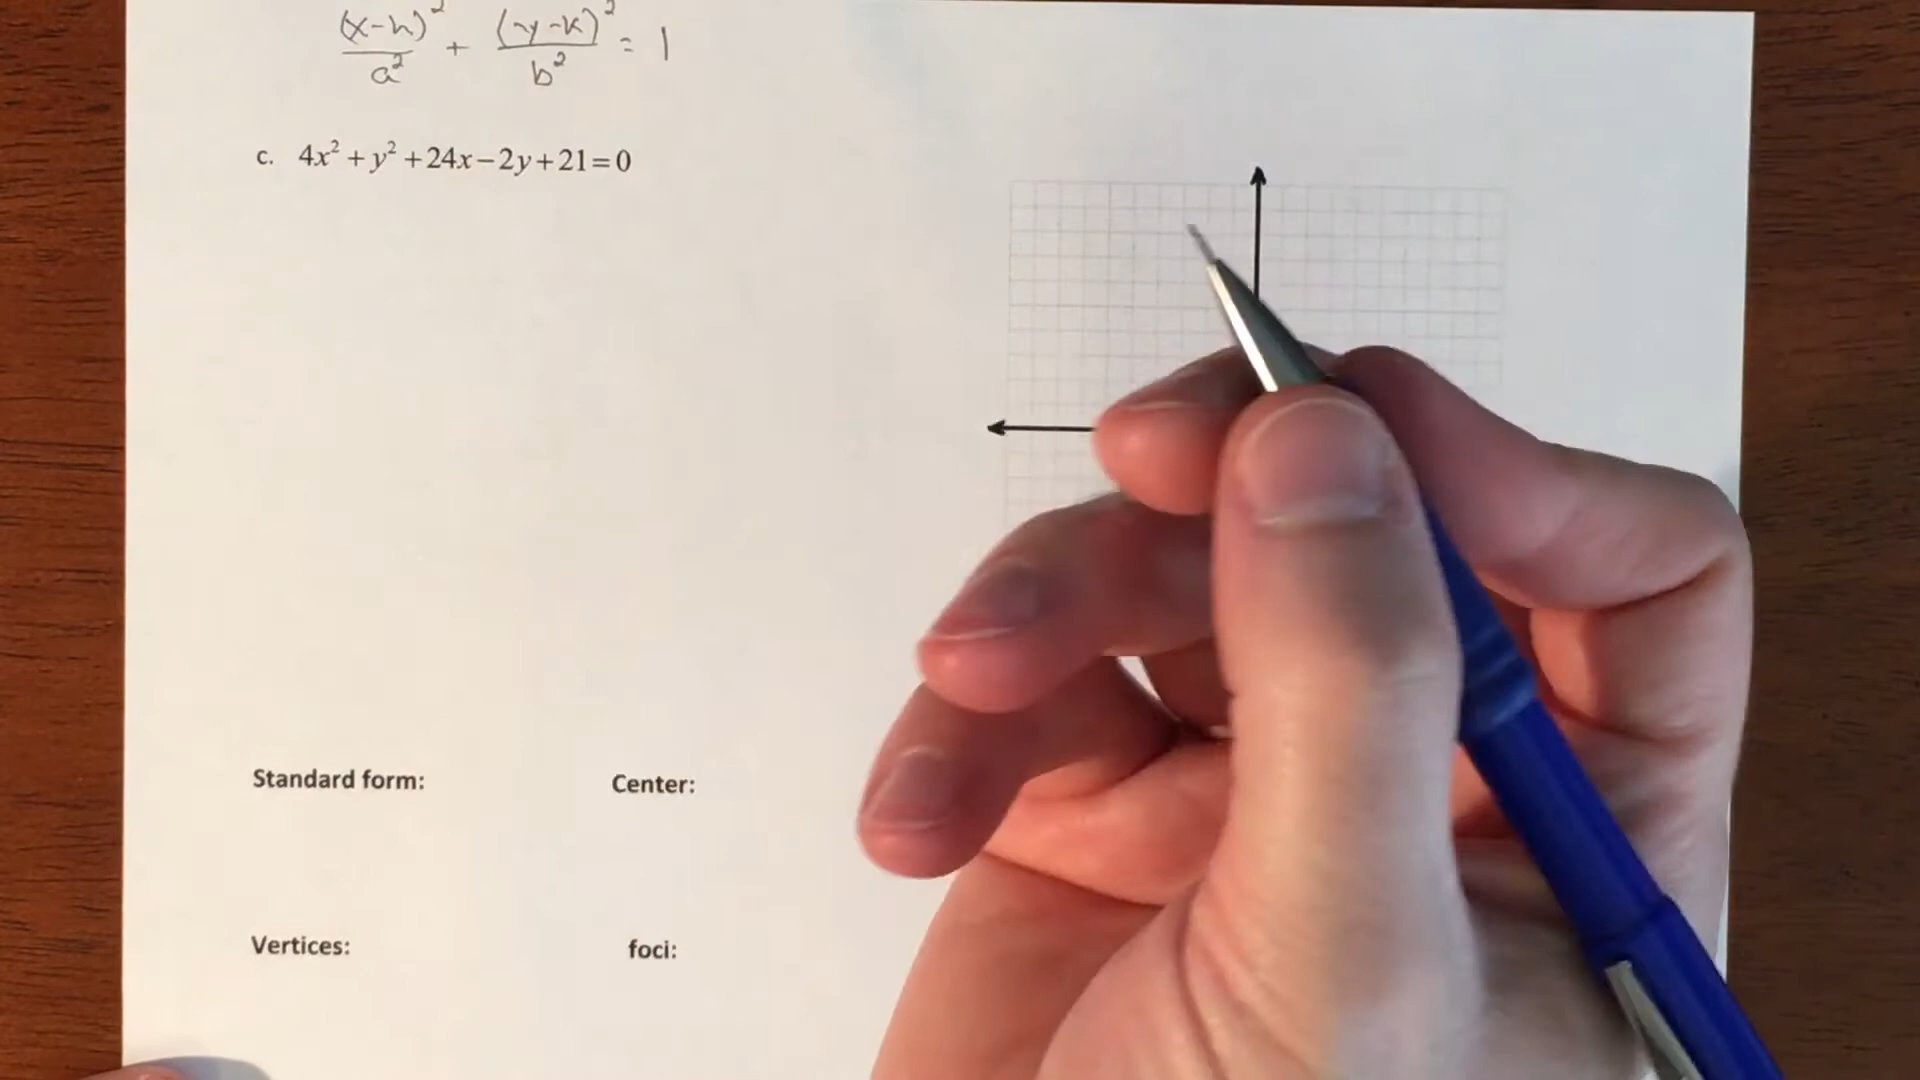 (x-h)²/a² + (y-k)²/b² = 1
c. 4x² + y² + 24x − 2y + 21 = 0
Standard form: Center:
Vertices: foci: